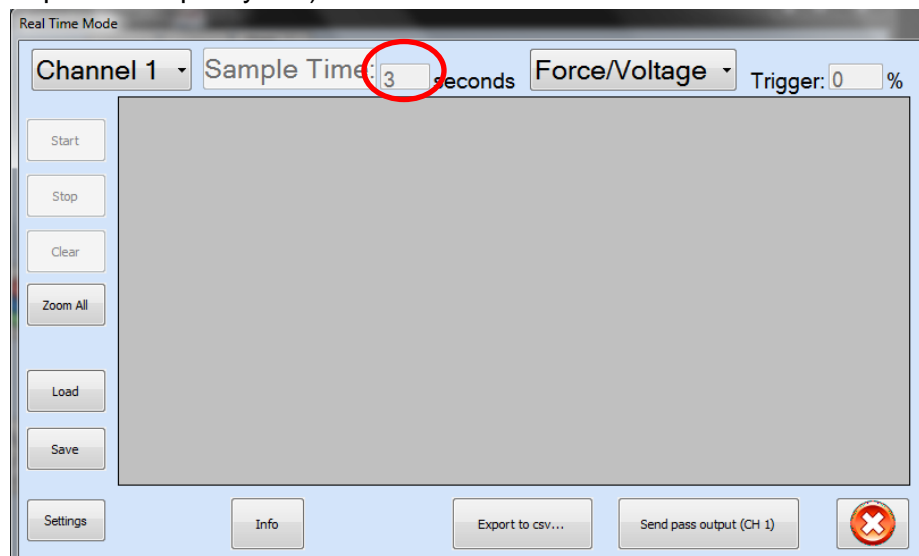 Real Time Mode
Channel 1 Sample Time: 3 seconds Force/Voltage Trigger: 0 %
Start
Stop
Clear
Zoom All
Load
Save
Settings Info Export to csv... Send pass output (CH 1)